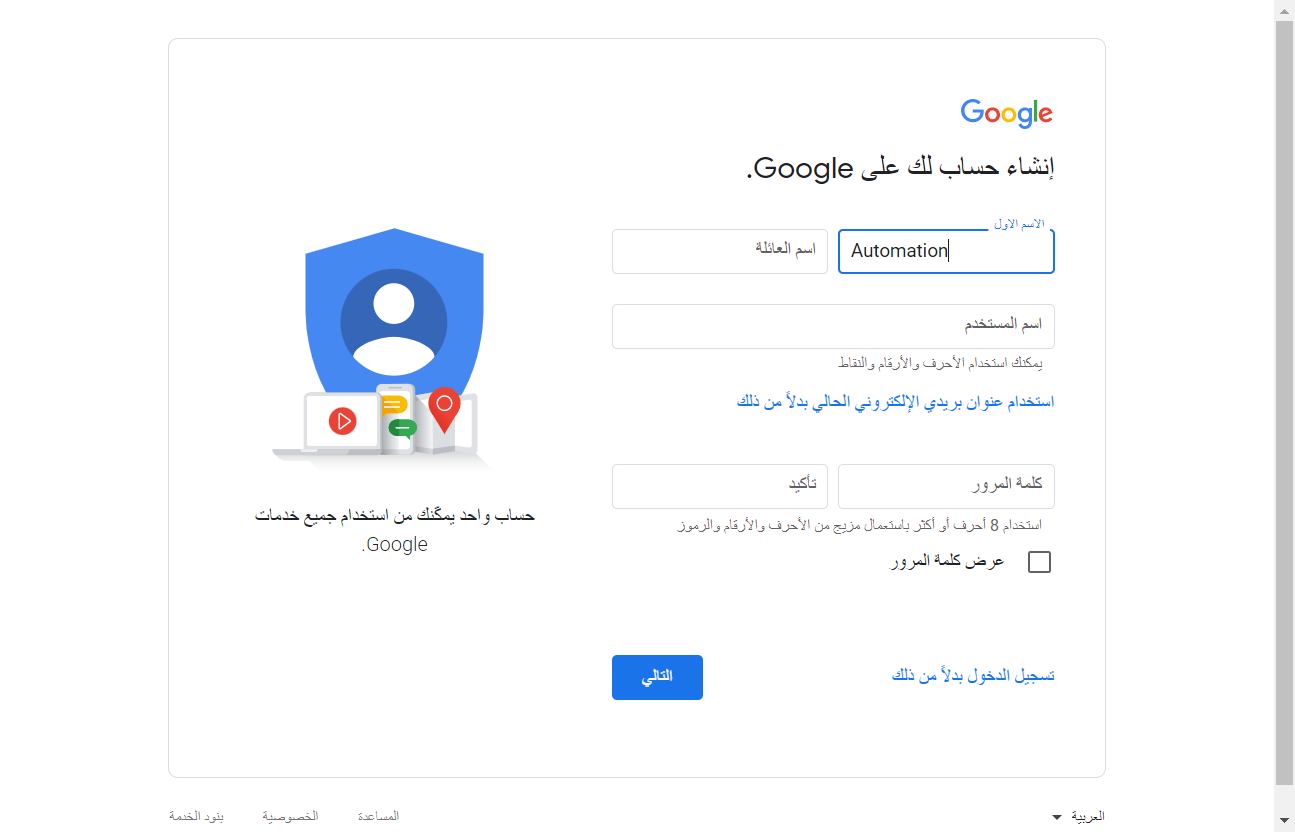 Google
إنشاء حساب لك على Google.
الاسم الأول
Automation
اسم العائلة
اسم المستخدم
يمكنك استخدام الأحرف والأرقام والنقاط
استخدام عنوان بريدي الإلكتروني الحالي بدلاً من ذلك
كلمة المرور
تأكيد
استخدام 8 أحرف أو أكثر باستعمال مزيج من الأحرف والأرقام والرموز
عرض كلمة المرور
تسجيل الدخول بدلاً من ذلك
التالي
حساب واحد يمكّنك من استخدام جميع خدمات
Google.
العربية
المساعدة
الخصوصية
بنود الخدمة